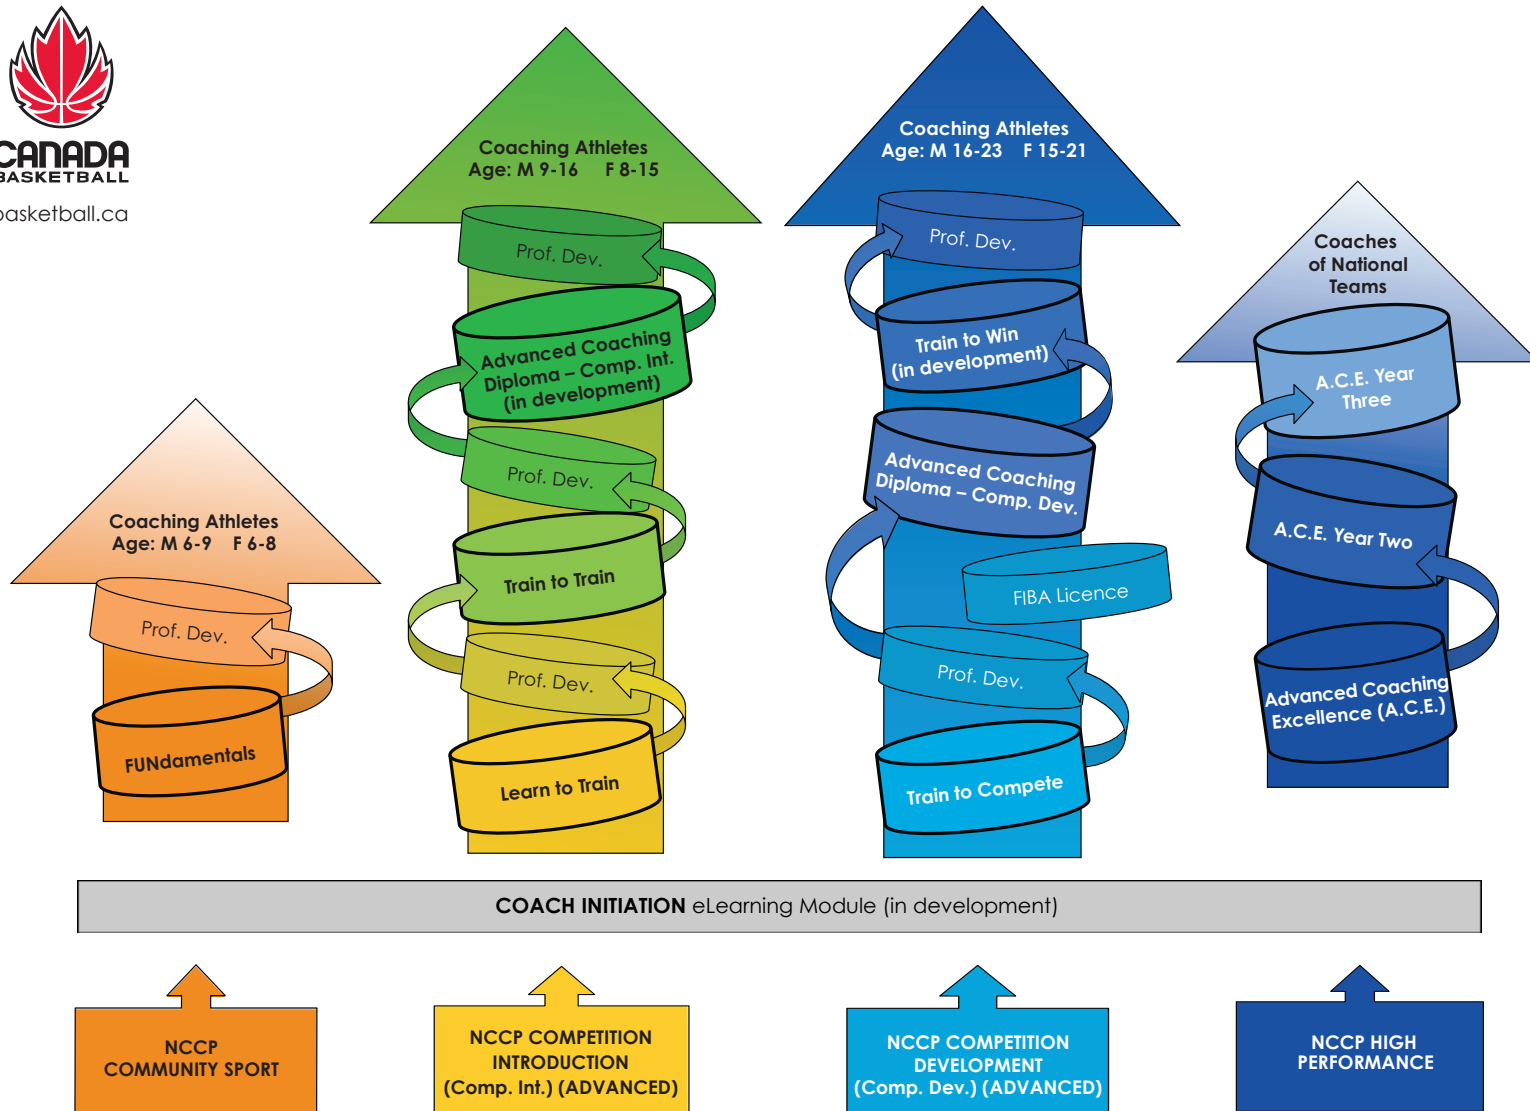 CANADA
BASKETBALL
basketball.ca
Coaching Athletes
Age: M 6-9 F 6-8
Prof. Dev.
FUNdamentals
Coaching Athletes
Age: M 9-16 F 8-15
Prof. Dev.
Advanced Coaching
Diploma – Comp. Int.
(in development)
Prof. Dev.
Train to Train
Prof. Dev.
Learn to Train
Coaching Athletes
Age: M 16-23 F 15-21
Prof. Dev.
Train to Win
(in development)
Advanced Coaching
Diploma – Comp. Dev.
FIBA Licence
Prof. Dev.
Train to Compete
Coaches
of National
Teams
A.C.E. Year
Three
A.C.E. Year Two
Advanced Coaching
Excellence (A.C.E.)
COACH INITIATION eLearning Module (in development)
NCCP
COMMUNITY SPORT
NCCP COMPETITION
INTRODUCTION
(Comp. Int.) (ADVANCED)
NCCP COMPETITION
DEVELOPMENT
(Comp. Dev.) (ADVANCED)
NCCP HIGH
PERFORMANCE